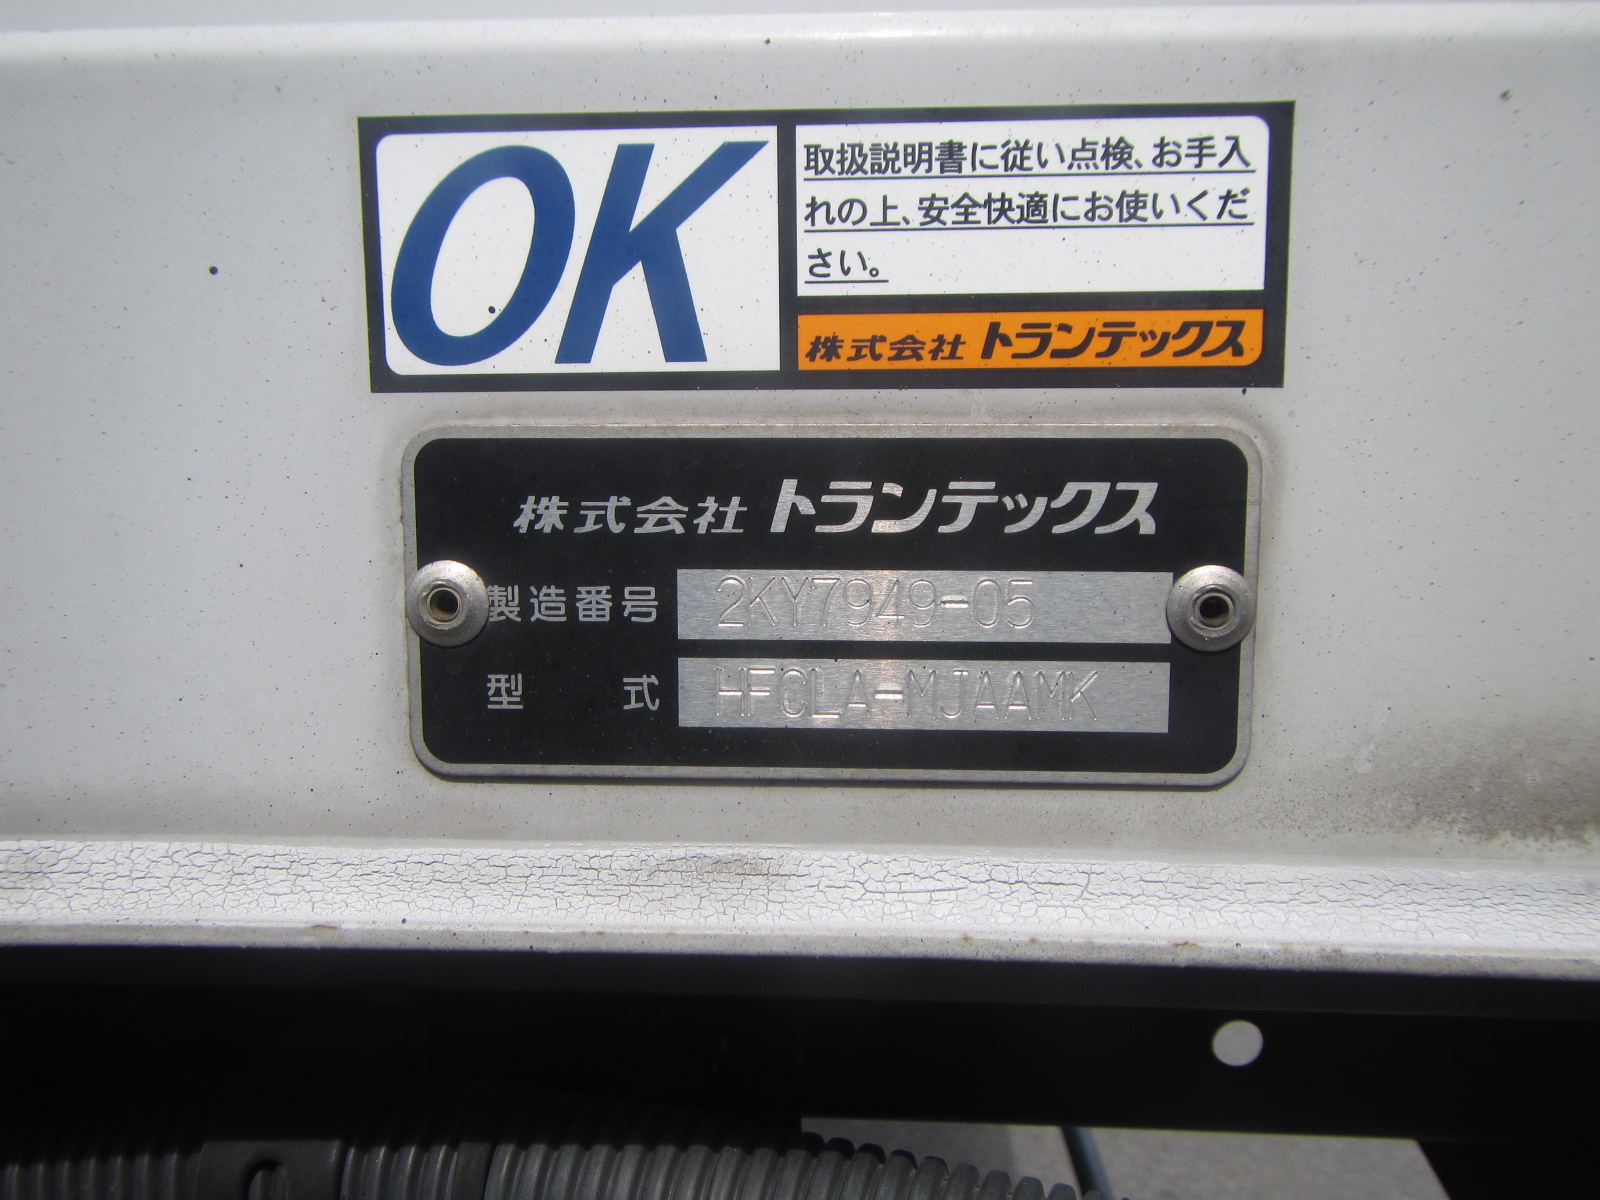 OK
取扱説明書に従い点検、お手入
れの上、安全快適にお使いくだ
さい。
株式会社 トランテックス
株式会社 トランテックス
製造番号 2KY7949-05
型式 HFCLA-MJAAMK